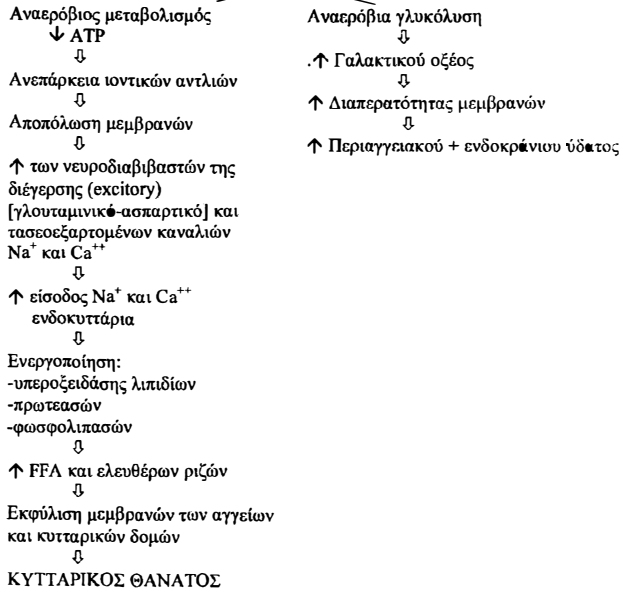 Αναερόβιος μεταβολισμός
↓ ATP
⇩
Ανεπάρκεια ιοντικών αντλιών
⇩
Αποπόλωση μεμβρανών
⇩
↑ των νευροδιαβιβαστών της
διέγερσης (excitory)
[γλουταμινικό-ασπαρτικό] και
τασεοεξαρτομένων καναλιών
Na⁺ και Ca⁺⁺
⇩
↑ είσοδος Na⁺ και Ca⁺⁺
ενδοκυττάρια
⇩
Ενεργοποίηση:
-υπεροξειδάσης λιπιδίων
-πρωτεασών
-φωσφολιπασών
⇩
↑ FFA και ελευθέρων ριζών
⇩
Εκφύλιση μεμβρανών των αγγείων
και κυτταρικών δομών
⇩
ΚΥΤΤΑΡΙΚΟΣ ΘΑΝΑΤΟΣ
Αναερόβια γλυκόλυση
⇩
.↑ Γαλακτικού οξέος
⇩
↑ Διαπερατότητας μεμβρανών
⇩
↑ Περιαγγειακού + ενδοκράνιου ύδατος